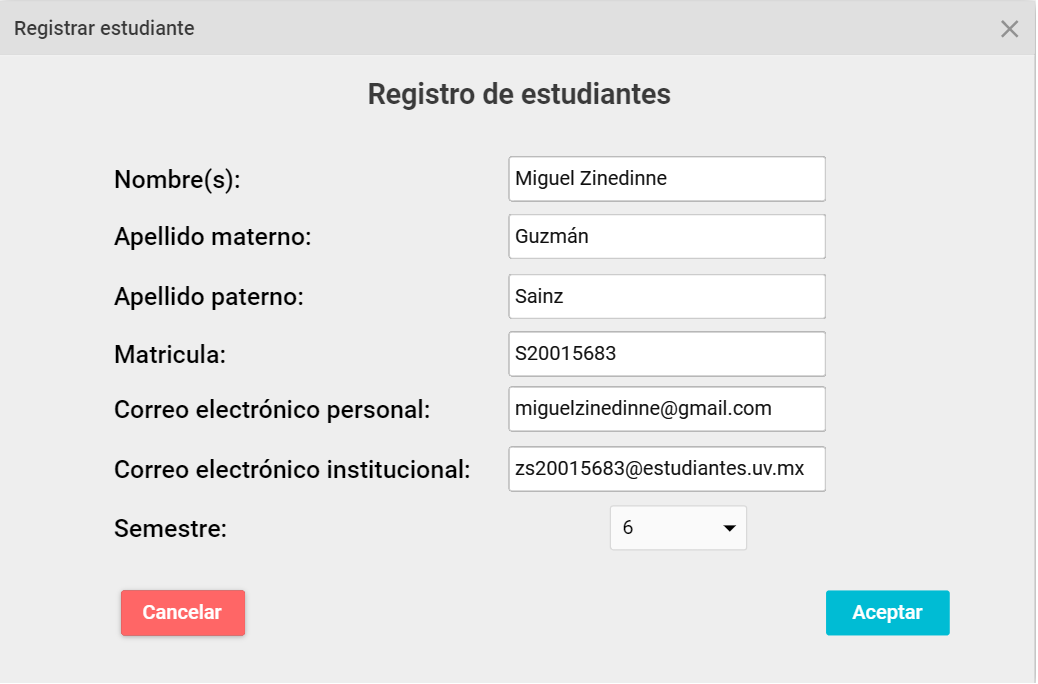 Registrar estudiante
Registro de estudiantes
Nombre(s): Miguel Zinedinne
Apellido materno: Guzmán
Apellido paterno: Sainz
Matricula: S20015683
Correo electrónico personal: miguelzinedinne@gmail.com
Correo electrónico institucional: zs20015683@estudiantes.uv.mx
Semestre: 6
Cancelar Aceptar